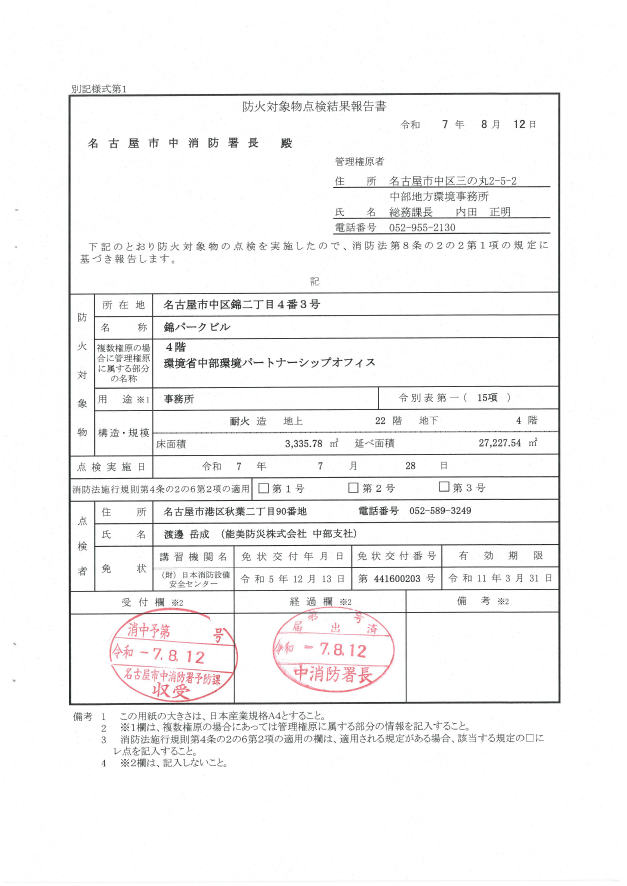 別記様式第1
防火対象物点検結果報告書
令和 7 年 8 月 12 日
名古屋市中消防署長 殿
管理権原者
住 所 名古屋市中区三の丸2-5-2
中部地方環境事務所
氏 名 総務課長 内田 正明
電話番号 052-955-2130
下記のとおり防火対象物の点検を実施したので、消防法第8条の2の2第1項の規定に
基づき報告します。
記
防火対象物
所在地 名古屋市中区錦二丁目4番3号
名 称 錦パークビル
複数権原の場合に管理権原に属する部分の名称
4階
環境省中部環境パートナーシップオフィス
用 途 ※1 事務所 令別表第一( 15項 )
構造・規模 耐火 造 地上 22 階 地下 4 階
床面積 3,335.78 ㎡ 延べ面積 27,227.54 ㎡
点検実施日 令和 7 年 7 月 28 日
消防法施行規則第4条の2の6第2項の適用 □第1号 □第2号 □第3号
点検者
住 所 名古屋市港区秋葉二丁目90番地 電話番号 052-589-3249
氏 名 渡邊 岳成 (能美防災株式会社 中部支社)
免 状
講習機関名 免状交付年月日 免状交付番号 有効期限
(財)日本消防設備安全センター 令和5年12月13日 第 441600203 号 令和11年3月31日
受付欄 ※2 経過欄 ※2 備考 ※2
消中予第 号
令和 -7.8.12
名古屋市中消防署予防課
収受
第 号
届出済
令和 -7.8.12
中消防署長
備考 1 この用紙の大きさは、日本産業規格A4とすること。
2 ※1欄は、複数権原の場合にあっては管理権原に属する部分の情報を記入すること。
3 消防法施行規則第4条の2の6第2項の適用の欄は、適用される規定がある場合、該当する規定の□に
レ点を記入すること。
4 ※2欄は、記入しないこと。